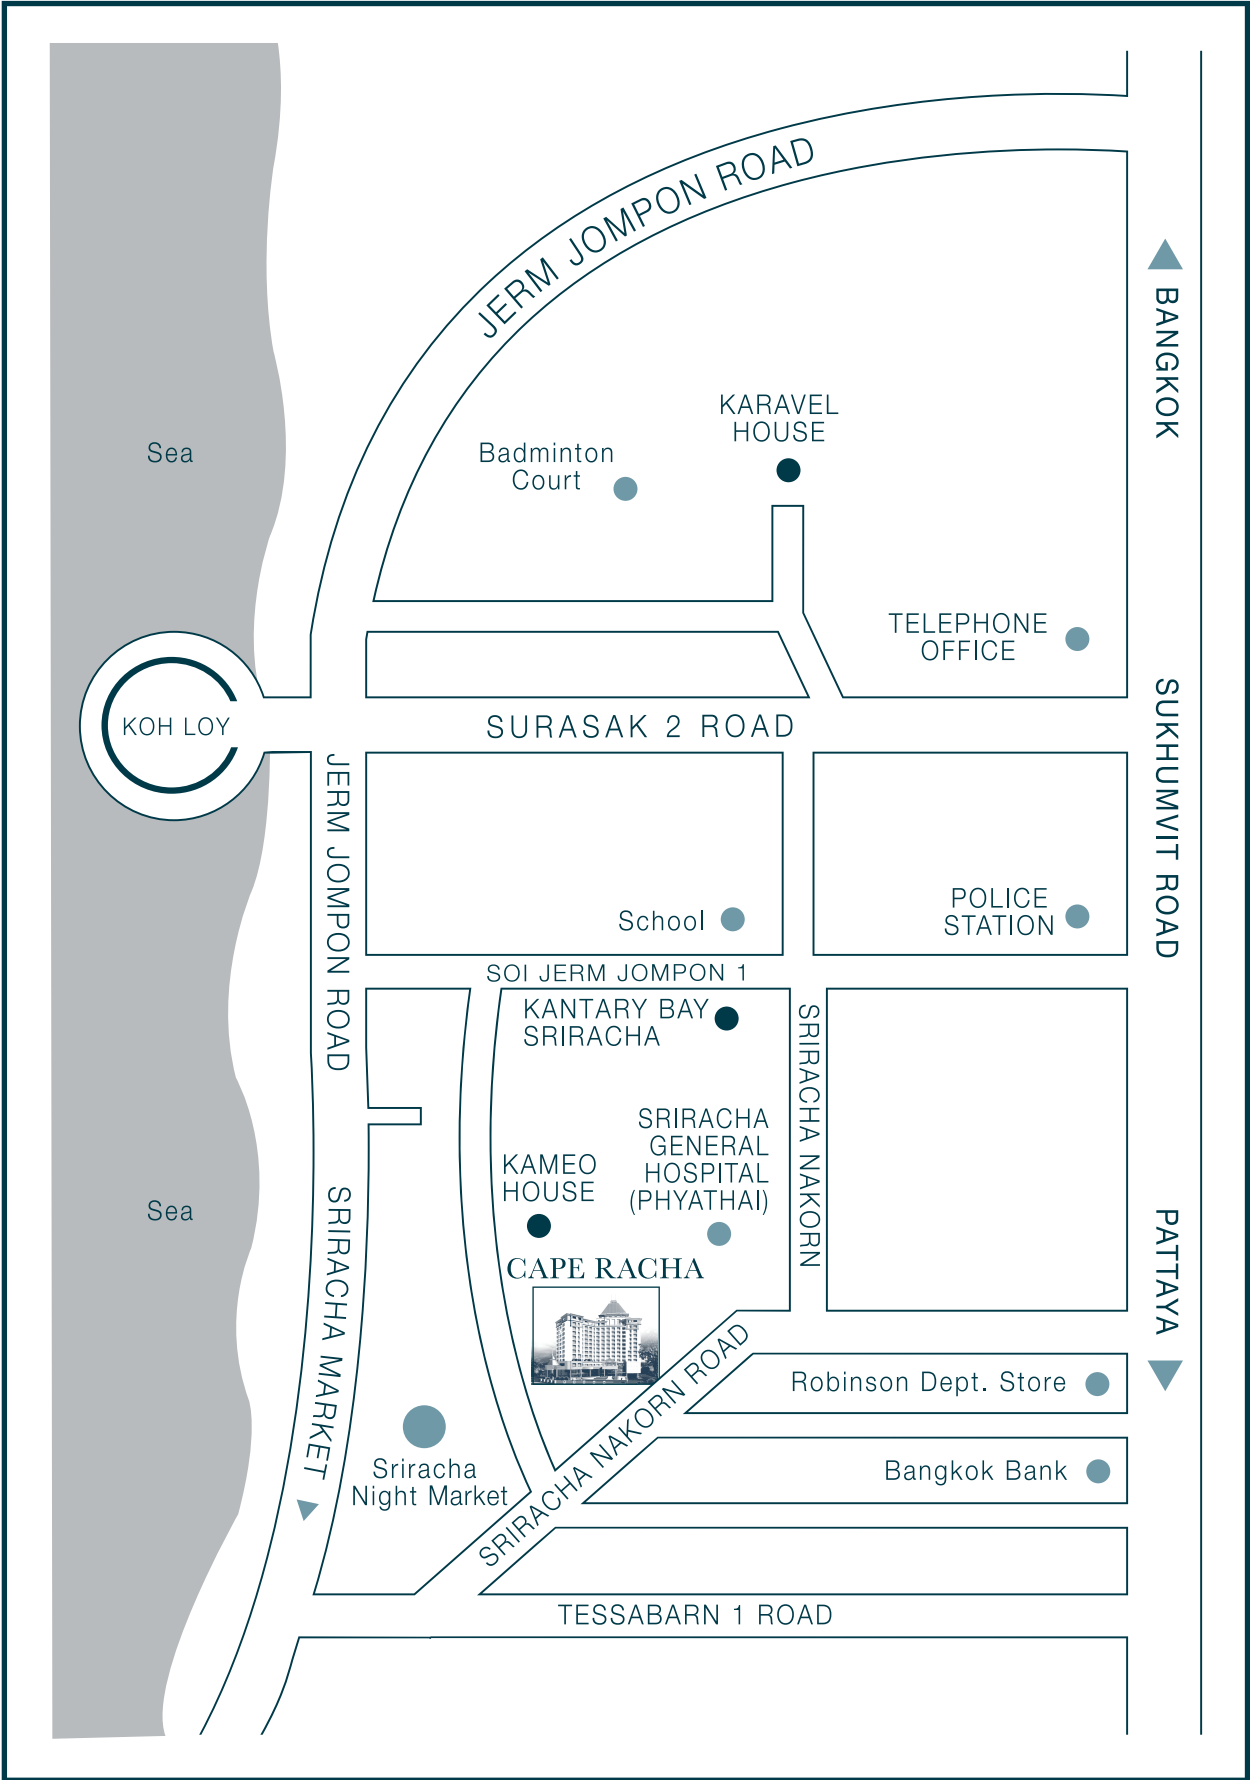 JERM JOMPON ROAD
BANGKOK
KARAVEL
HOUSE
Badminton
Court
Sea
TELEPHONE
OFFICE
KOH LOY
SURASAK 2 ROAD
SUKHUMVIT ROAD
JERM JOMPON ROAD
School
POLICE
STATION
SOI JERM JOMPON 1
KANTARY BAY
SRIRACHA
SRIRACHA NAKORN
SRIRACHA
GENERAL
HOSPITAL
(PHYATHAI)
KAMEO
HOUSE
Sea
SRIRACHA MARKET
PATTAYA
CAPE RACHA
SRIRACHA NAKORN ROAD
Robinson Dept. Store
Sriracha
Night Market
Bangkok Bank
TESSABARN 1 ROAD